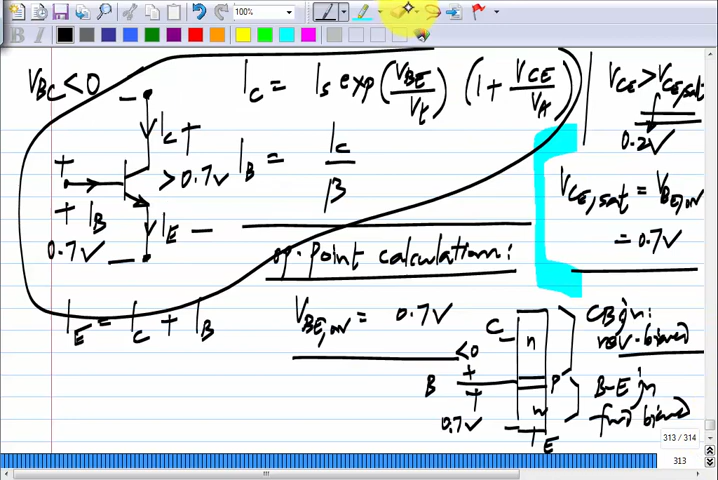 100%
V_BC < 0
I_C = I_S exp(V_BE/V_t) (1 + V_CE/V_A)
V_CE > V_CE,sat
0.2V
I_C +
+ > 0.7V
I_B = I_C/β
+ I_B
I_E −
0.7V
V_CE,sat = V_BE,on
= 0.7V
op. point calculation:
I_E = I_C + I_B
V_BE,on = 0.7V
C −
n
CB jn:
rev. biased
<0
+
B
P
+
B-E jn
fwd biased
0.7V
n
− E
313 / 314
313